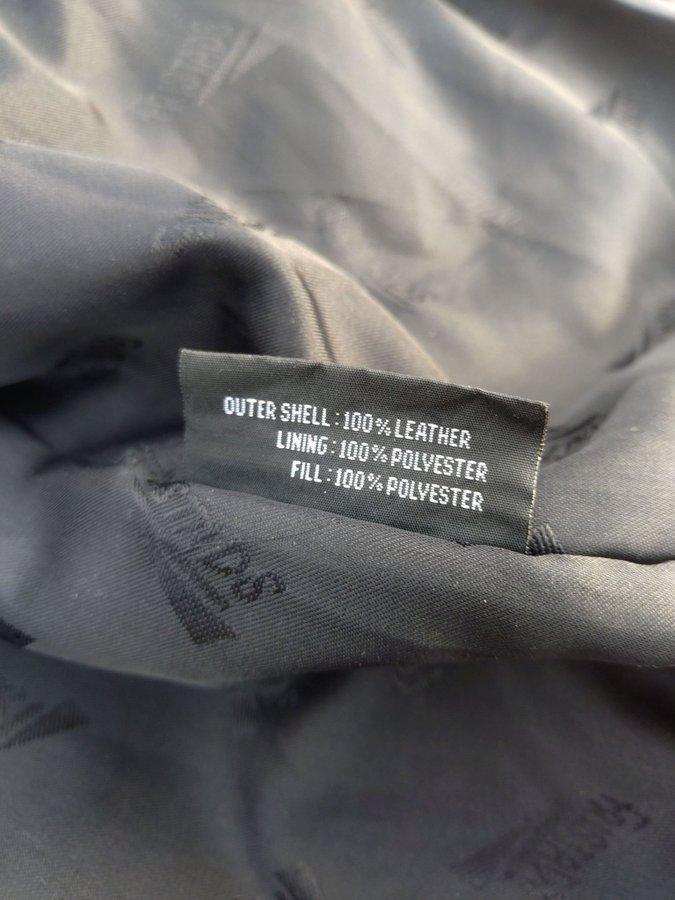 OUTER SHELL : 100% LEATHER
LINING : 100% POLYESTER
FILL : 100% POLYESTER